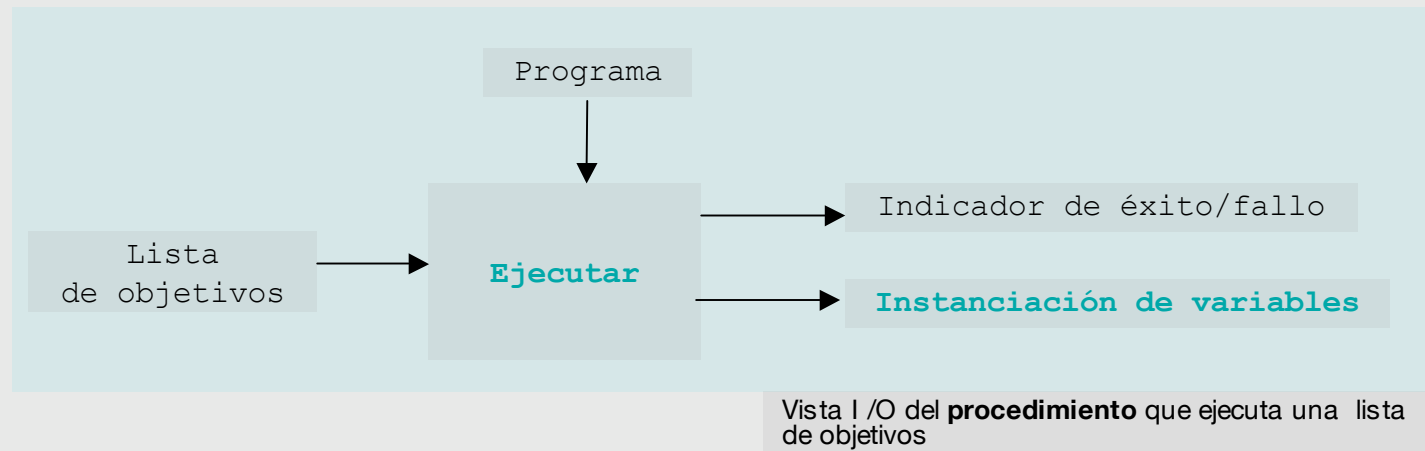 Programa
Indicador de éxito/fallo
Lista
de objetivos
Ejecutar
Instanciación de variables
Vista I /O del procedimiento que ejecuta una lista
de objetivos